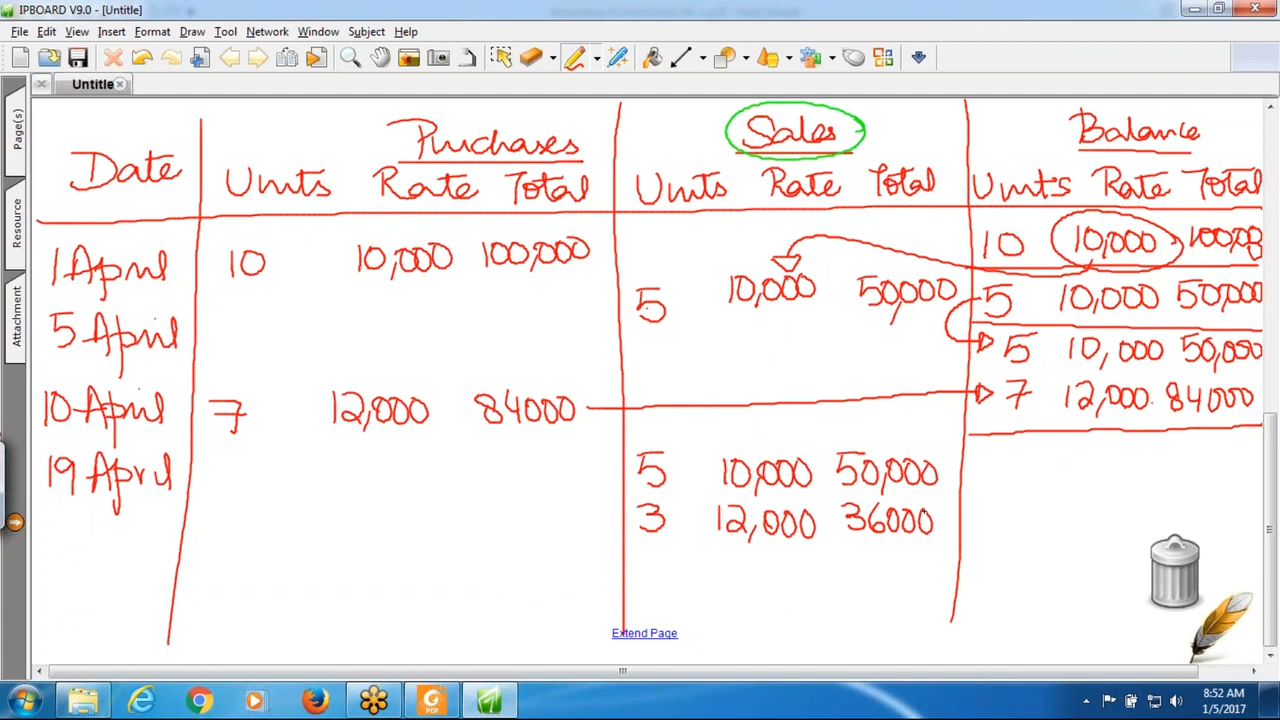 IPBOARD V9.0 - [Untitled]
File Edit View Insert Format Draw Tool Network Window Subject Help
Untitle
Page(s)
Resource
Attachment
Date Purchases Sales Balance
Units Rate Total Units Rate Total Units Rate Total
1 April 10 10,000 100,000 10 10,000 100,00
5 April 5 10,000 50,000 5 10,000 50,000
5 10,000 50,000
10 April 7 12,000 84000 7 12,000 84000
19 April 5 10,000 50,000
3 12,000 36000
Extend Page
PDF
8:52 AM
1/5/2017